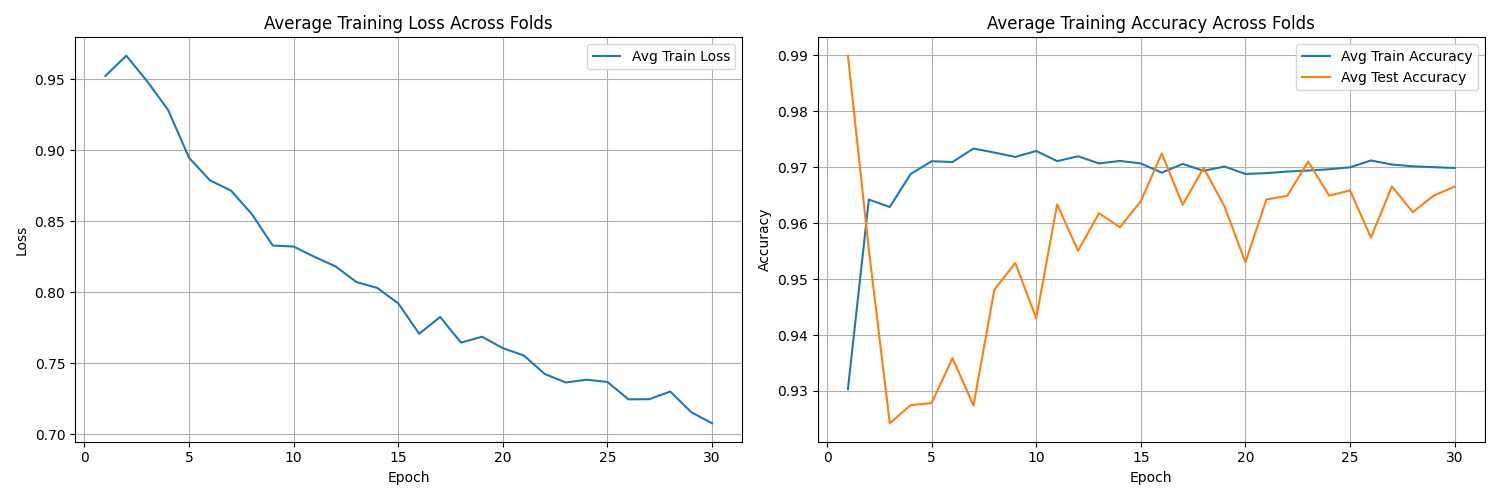 Average Training Loss Across Folds
Avg Train Loss
0.95
0.90
0.85
0.80
0.75
0.70
Loss
0 5 10 15 20 25 30
Epoch
Average Training Accuracy Across Folds
Avg Train Accuracy
Avg Test Accuracy
0.99
0.98
0.97
0.96
0.95
0.94
0.93
Accuracy
0 5 10 15 20 25 30
Epoch